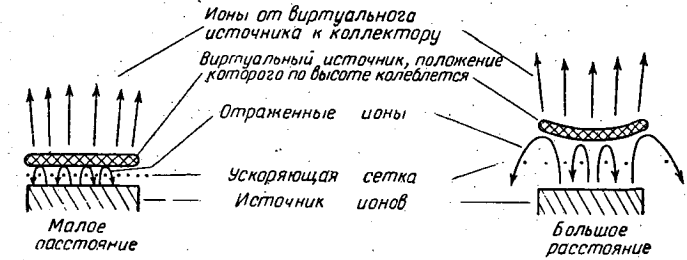 Ионы от виртуального
источника к коллектору
Виртуальный источник, положение
которого по высоте колеблется
Отраженные ионы
Ускоряющая сетка
Источник ионов
Малое
расстояние
Большое
расстояние